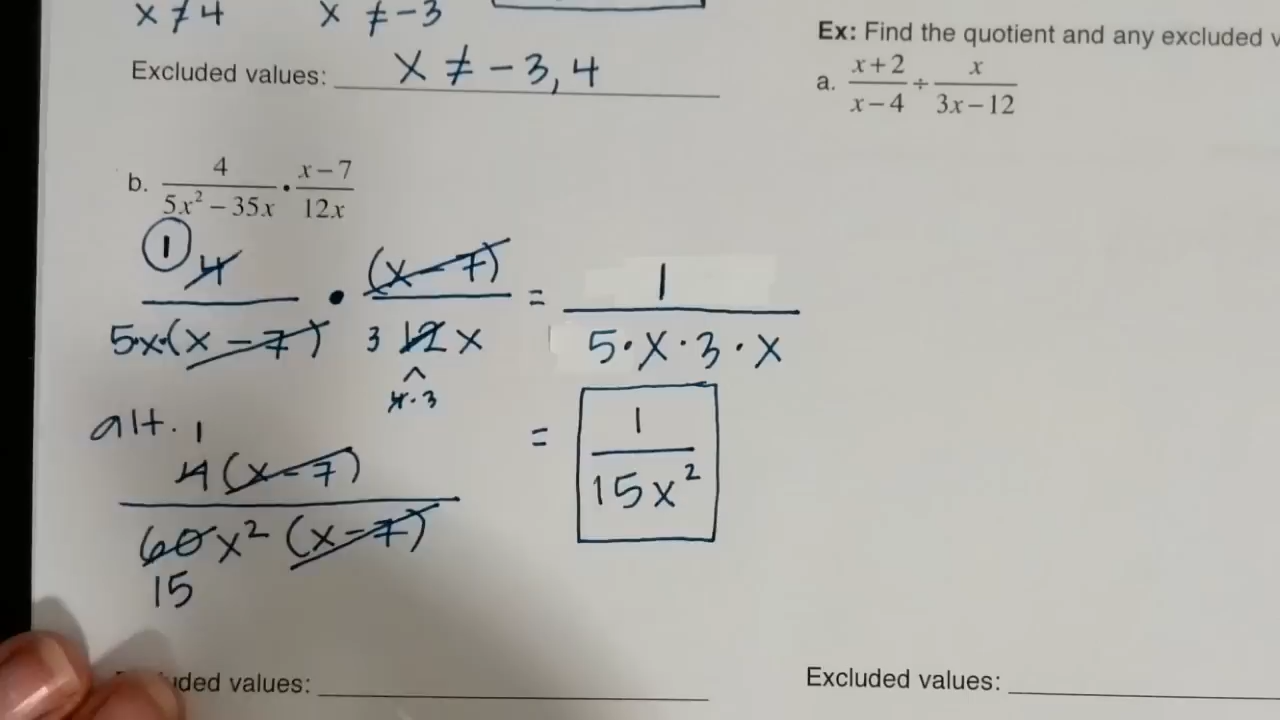 x ≠ 4 x ≠ -3
Excluded values: x ≠ -3, 4
b. 4 / (5x² - 35x) • (x - 7) / 12x
① 4 (x - 7) 1
— • — = —
5·x·(x - 7) 3 12x 5·x·3·x
4·3
alt. 1
4(x - 7) = 1
60x² (x - 7) 15x²
15
uded values:
Ex: Find the quotient and any excluded v
a. (x + 2) / (x - 4) ÷ x / (3x - 12)
Excluded values: